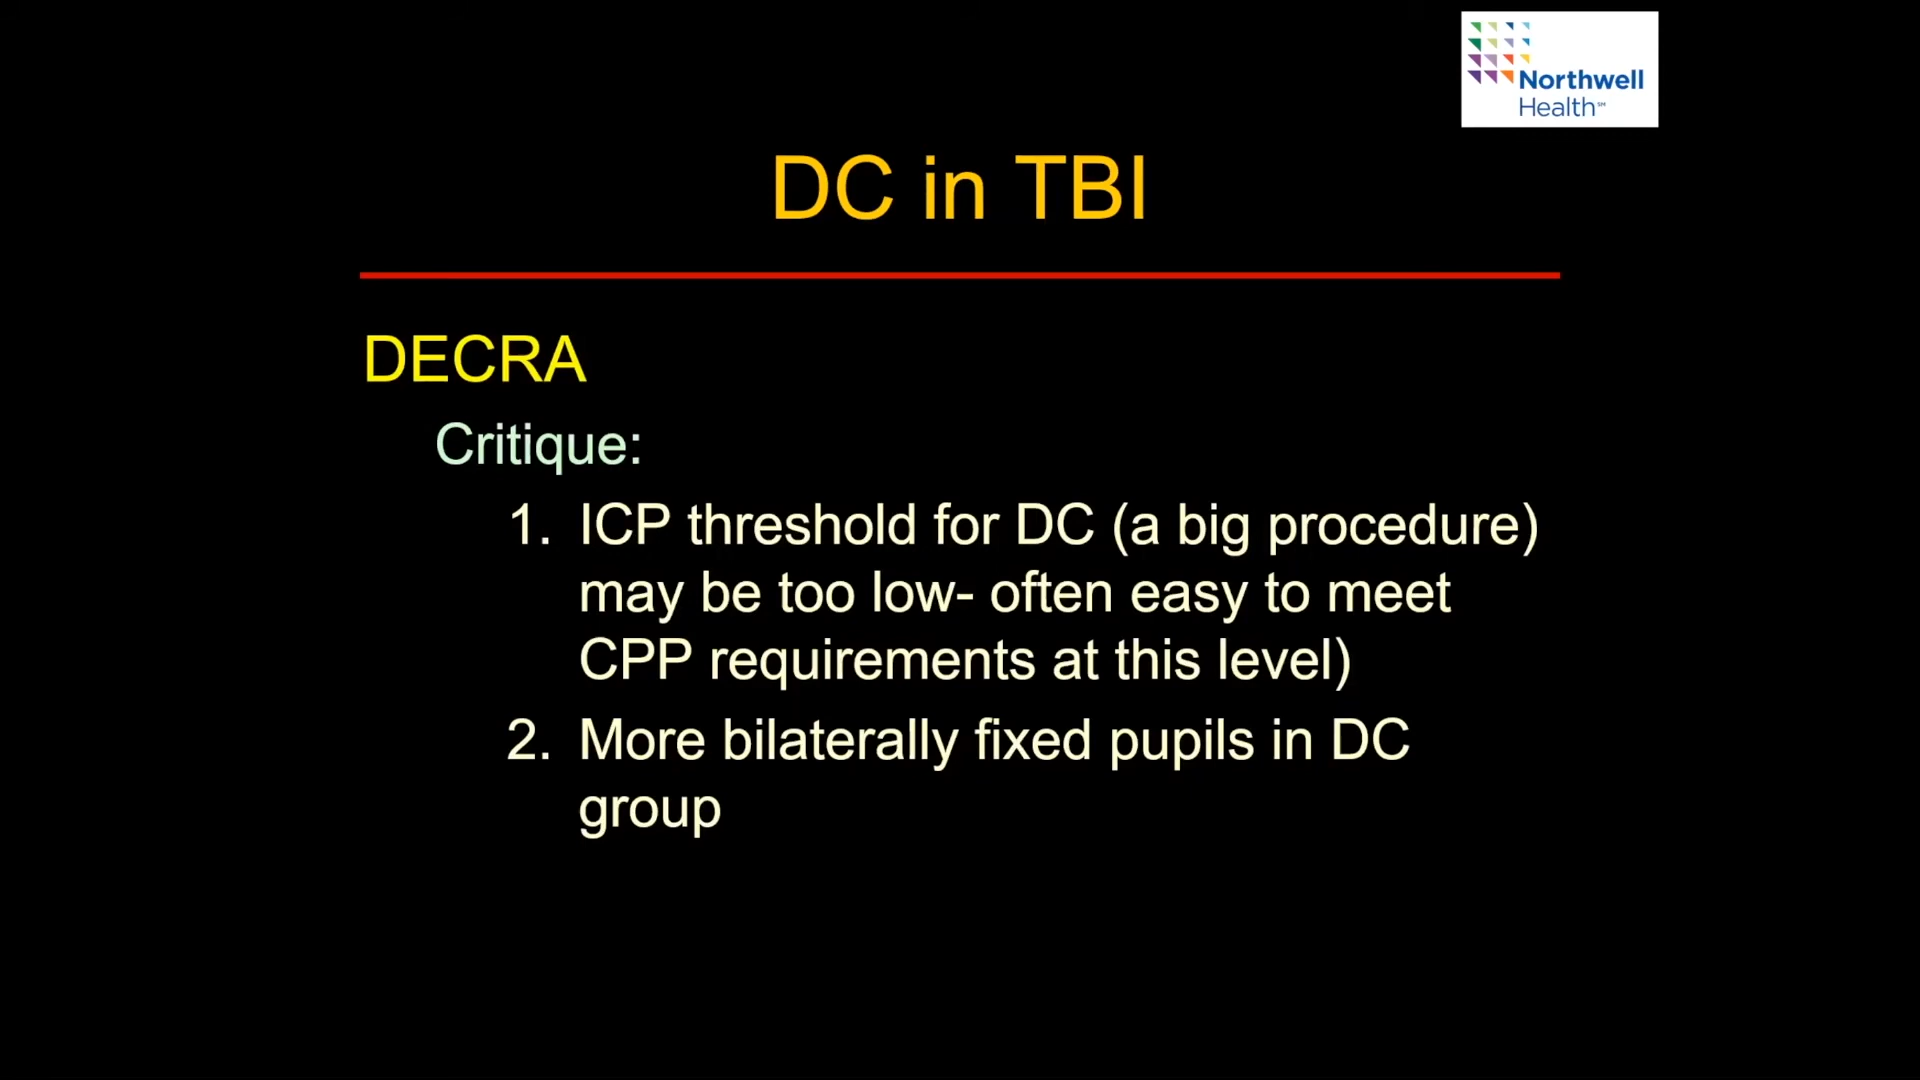 Northwell
Health℠
DC in TBI
DECRA
Critique:
1. ICP threshold for DC (a big procedure)
may be too low- often easy to meet
CPP requirements at this level)
2. More bilaterally fixed pupils in DC
group